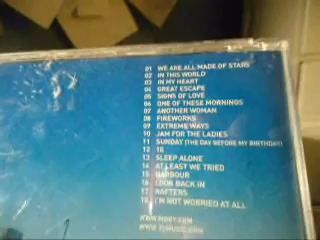 01 WE ARE ALL MADE OF STARS
02 IN THIS WORLD
03 IN MY HEART
04 GREAT ESCAPE
05 SIGNS OF LOVE
06 ONE OF THESE MORNINGS
07 ANOTHER WOMAN
08 FIREWORKS
09 EXTREME WAYS
10 JAM FOR THE LADIES
11 SUNDAY (THE DAY BEFORE MY BIRTHDAY)
12 18
13 SLEEP ALONE
14 AT LEAST WE TRIED
15 HARBOUR
16 LOOK BACK IN
17 RAFTERS
18 I'M NOT WORRIED AT ALL
WWW.MOBY.COM